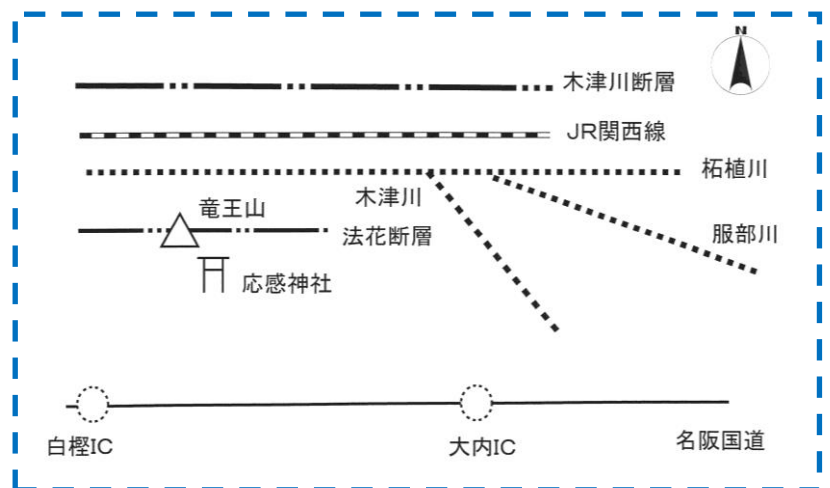 N
木津川断層
JR関西線
柘植川
木津川
竜王山
服部川
法花断層
応感神社
白樫IC
大内IC
名阪国道